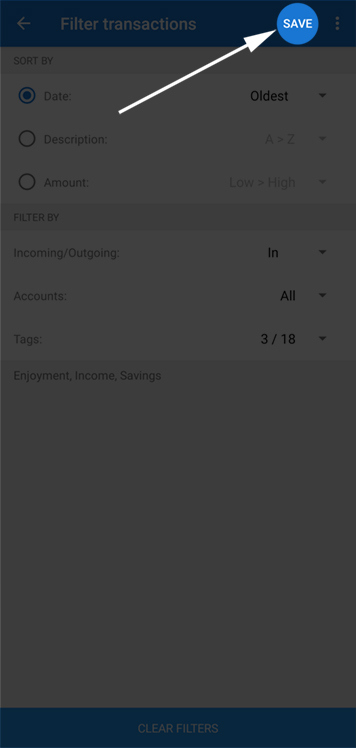 Filter transactions SAVE
SORT BY
Date: Oldest
Description: A > Z
Amount: Low > High
FILTER BY
Incoming/Outgoing: In
Accounts: All
Tags: 3 / 18
Enjoyment, Income, Savings
CLEAR FILTERS